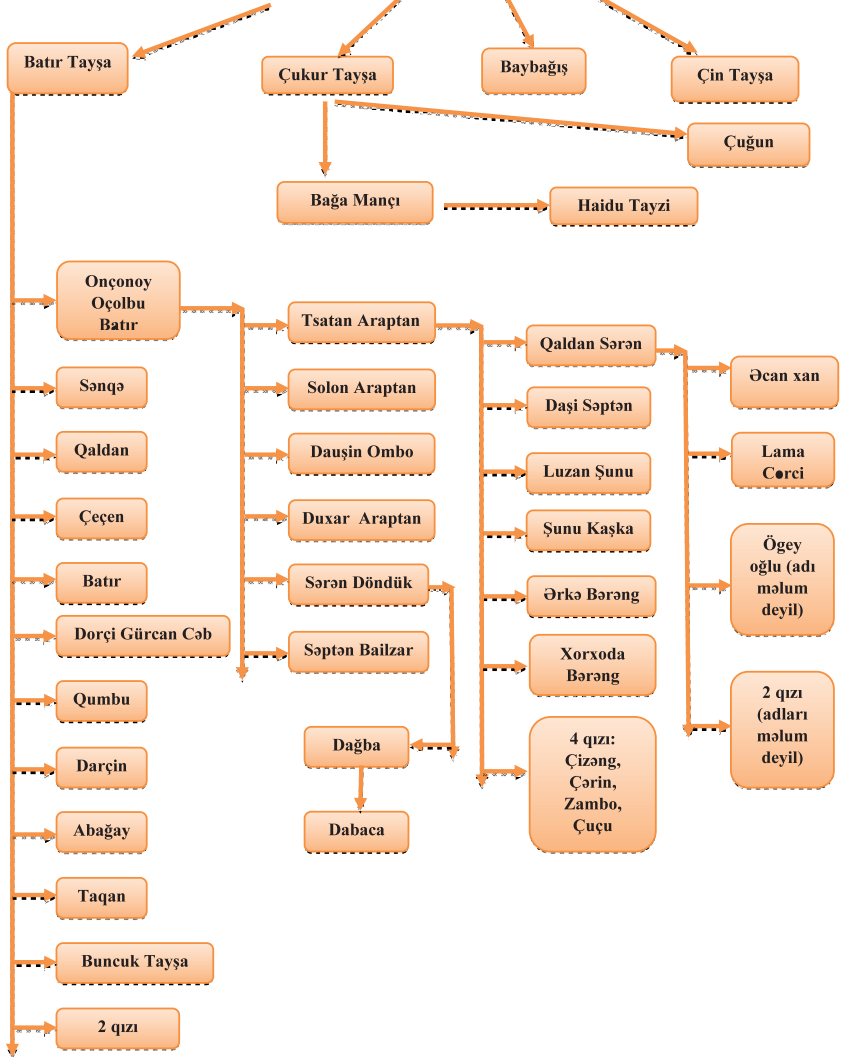 Batır Tayşa
Çukur Tayşa
Baybağış
Çin Tayşa
Çuğun
Bağa Mançı
Haidu Tayzi
Onçonoy
Oçolbu
Batır
Sənqə
Qaldan
Çeçen
Batır
Dorçi Gürcan Cəb
Qumbu
Darçin
Abağay
Taqan
Buncuk Tayşa
2 qızı
Tsatan Araptan
Solon Araptan
Dauşin Ombo
Duxar Araptan
Sərən Döndük
Səptən Bailzar
Dağba
Dabaca
Qaldan Sərən
Daşi Səptən
Luzan Şunu
Şunu Kaşka
Ərkə Bərəng
Xorxoda
Bərəng
4 qızı:
Çizəng,
Çərin,
Zambo,
Çuçu
Əcan xan
Lama
Corci
Ögey
oğlu (adı
məlum
deyil)
2 qızı
(adları
məlum
deyil)